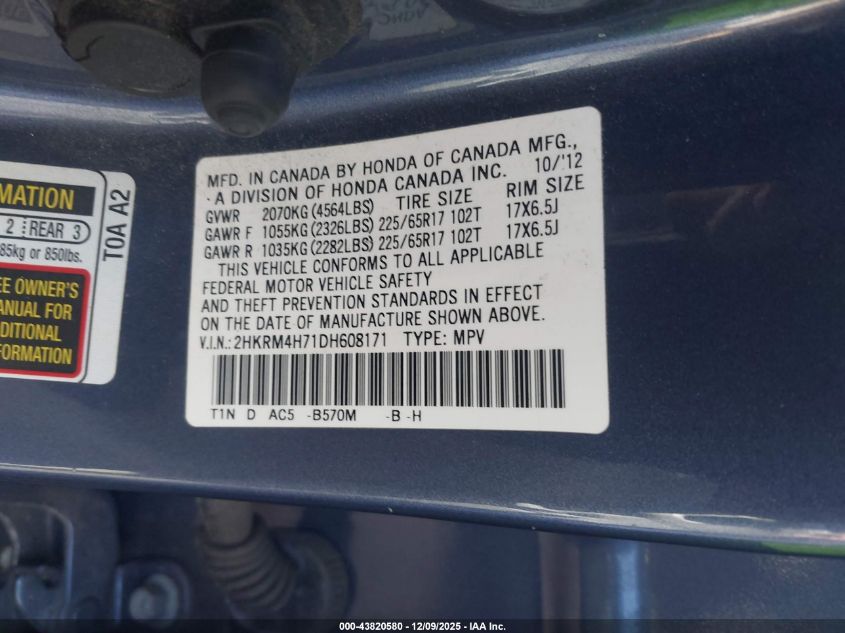 MATION
2 REAR 3
85kg or 850lbs.
EE OWNER'S
ANUAL FOR
DITIONAL
FORMATION
TOA A2
MFD. IN CANADA BY HONDA OF CANADA MFG.,
A DIVISION OF HONDA CANADA INC. 10/'12
GVWR 2070KG(4564LBS) TIRE SIZE RIM SIZE
GAWR F 1055KG(2326LBS) 225/65R17 102T 17X6.5J
GAWR R 1035KG(2282LBS) 225/65R17 102T 17X6.5J
THIS VEHICLE CONFORMS TO ALL APPLICABLE
FEDERAL MOTOR VEHICLE SAFETY
AND THEFT PREVENTION STANDARDS IN EFFECT
ON THE DATE OF MANUFACTURE SHOWN ABOVE.
V.I.N.: 2HKRM4H71DH608171 TYPE: MPV
T1N D AC5 -B570M -B -H
000-43820580 - 12/09/2025 - IAA Inc.